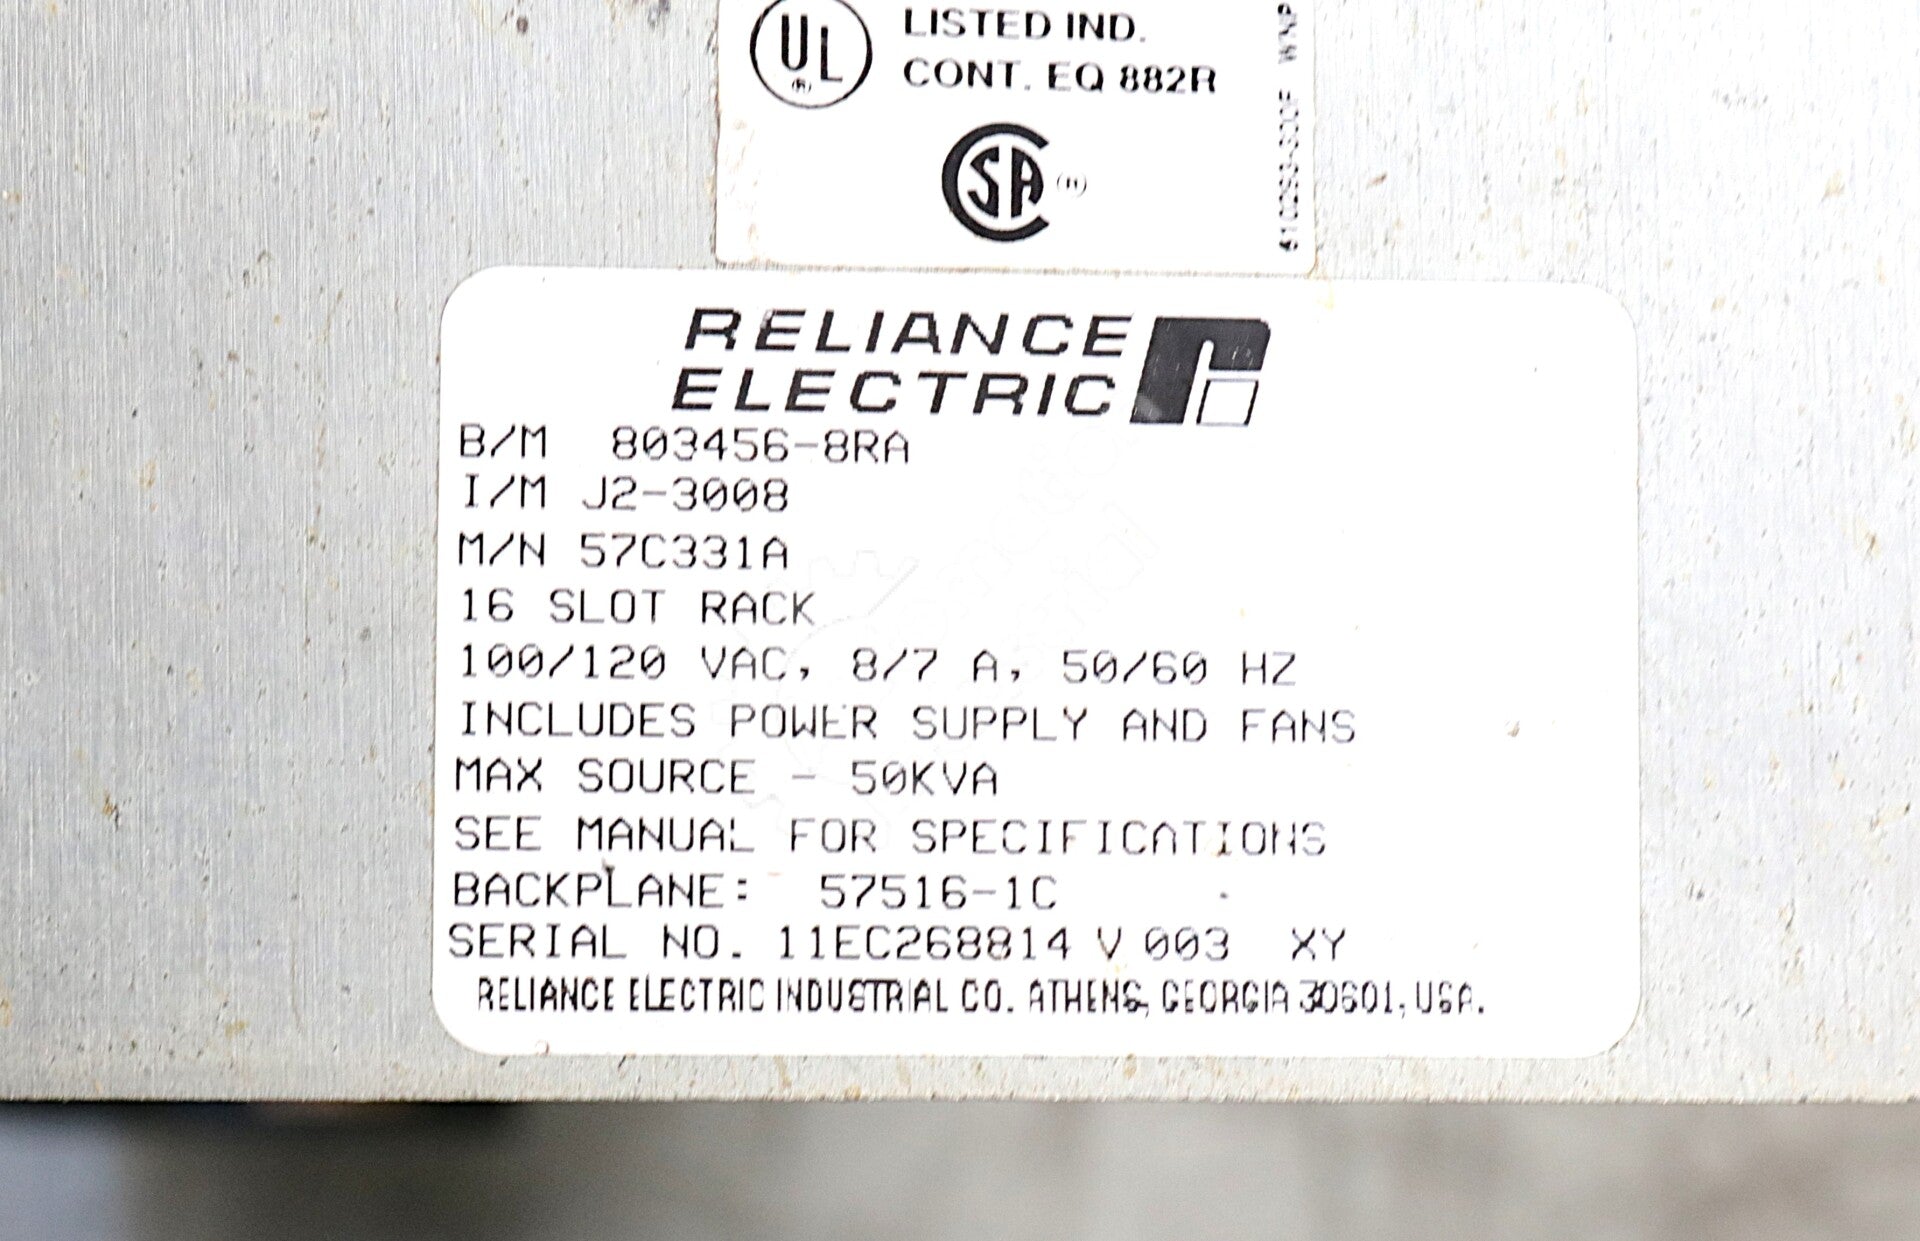 UL
LISTED IND.
CONT. EQ 882R
CSA
RELIANCE
ELECTRIC
B/M 803456-8RA
I/M J2-3008
M/N 57C331A
16 SLOT RACK
100/120 VAC, 8/7 A, 50/60 HZ
INCLUDES POWER SUPPLY AND FANS
MAX SOURCE - 50KVA
SEE MANUAL FOR SPECIFICATIONS
BACKPLANE: 57516-1C
SERIAL NO. 11EC268814 V 003 XY
RELIANCE ELECTRIC INDUSTRIAL CO. ATHENS, GEORGIA 30601, USA.